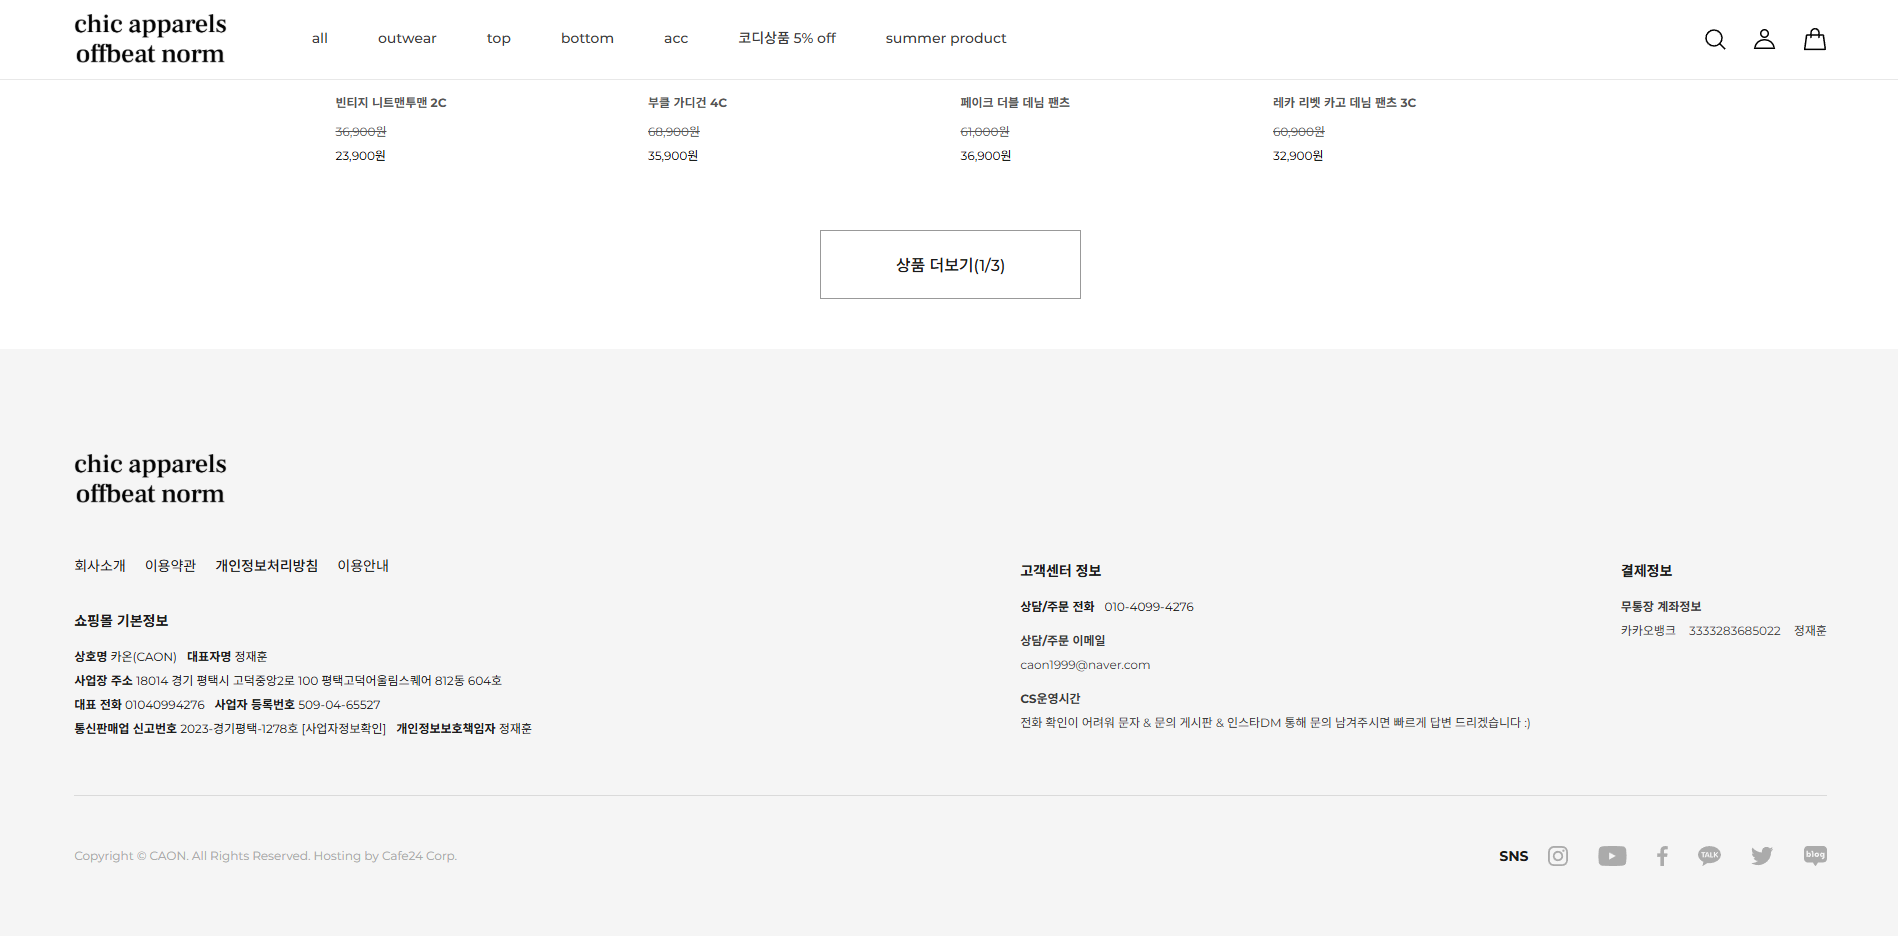 chic apparels
offbeat norm
all outwear top bottom acc 코디상품 5% off summer product
빈티지 니트맨투맨 2C
36,900원
23,900원
부클 가디건 4C
68,900원
35,900원
페이크 더블 데님 팬츠
61,000원
36,900원
레카 리벳 카고 데님 팬츠 3C
60,900원
32,900원
상품 더보기(1/3)
chic apparels
offbeat norm
회사소개 이용약관 개인정보처리방침 이용안내
쇼핑몰 기본정보
상호명 카온(CAON) 대표자명 정재훈
사업장 주소 18014 경기 평택시 고덕중앙2로 100 평택고덕어울림스퀘어 812동 604호
대표 전화 01040994276 사업자 등록번호 509-04-65527
통신판매업 신고번호 2023-경기평택-1278호 [사업자정보확인] 개인정보보호책임자 정재훈
고객센터 정보
상담/주문 전화 010-4099-4276
상담/주문 이메일
caon1999@naver.com
CS운영시간
전화 확인이 어려워 문자 & 문의 게시판 & 인스타DM 통해 문의 남겨주시면 빠르게 답변 드리겠습니다 :)
결제정보
무통장 계좌정보
카카오뱅크 3333283685022 정재훈
Copyright © CAON. All Rights Reserved. Hosting by Cafe24 Corp.
SNS
TALK
blog